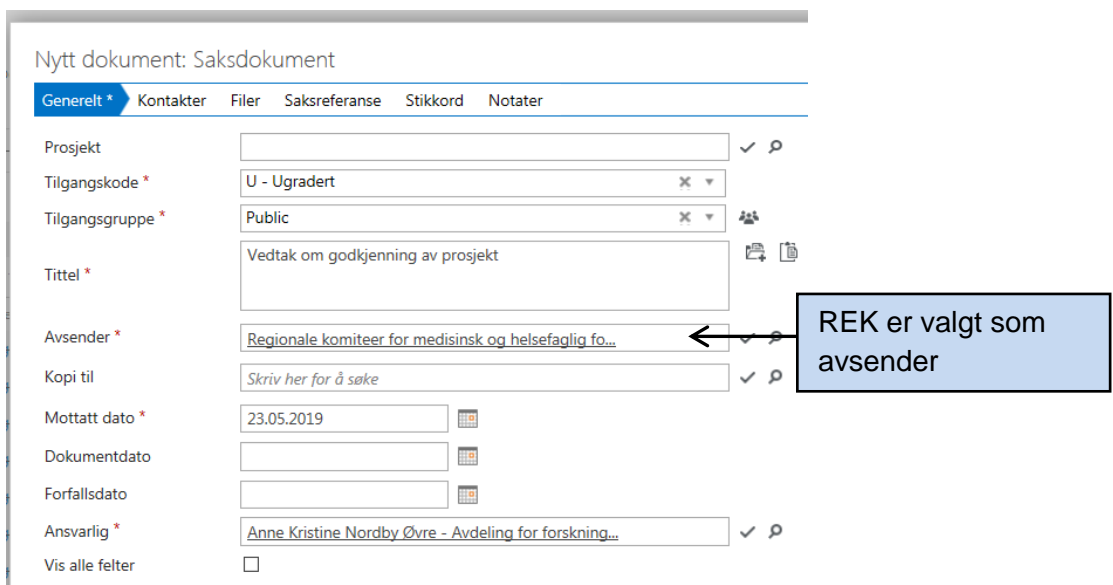 Nytt dokument: Saksdokument
Generelt * Kontakter Filer Saksreferanse Stikkord Notater
Prosjekt
Tilgangskode * U - Ugradert
Tilgangsgruppe * Public
Tittel * Vedtak om godkjenning av prosjekt
Avsender * Regionale komiteer for medisinsk og helsefaglig fo...
REK er valgt som
avsender
Kopi til Skriv her for å søke
Mottatt dato * 23.05.2019
Dokumentdato
Forfallsdato
Ansvarlig * Anne Kristine Nordby Øvre - Avdeling for forskning...
Vis alle felter